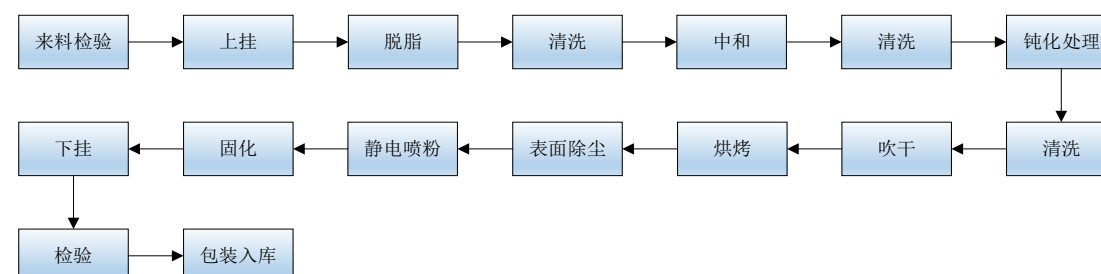 来料检验
上挂
脱脂
清洗
中和
清洗
钝化处理
清洗
吹干
烘烤
表面除尘
静电喷粉
固化
下挂
检验
包装入库